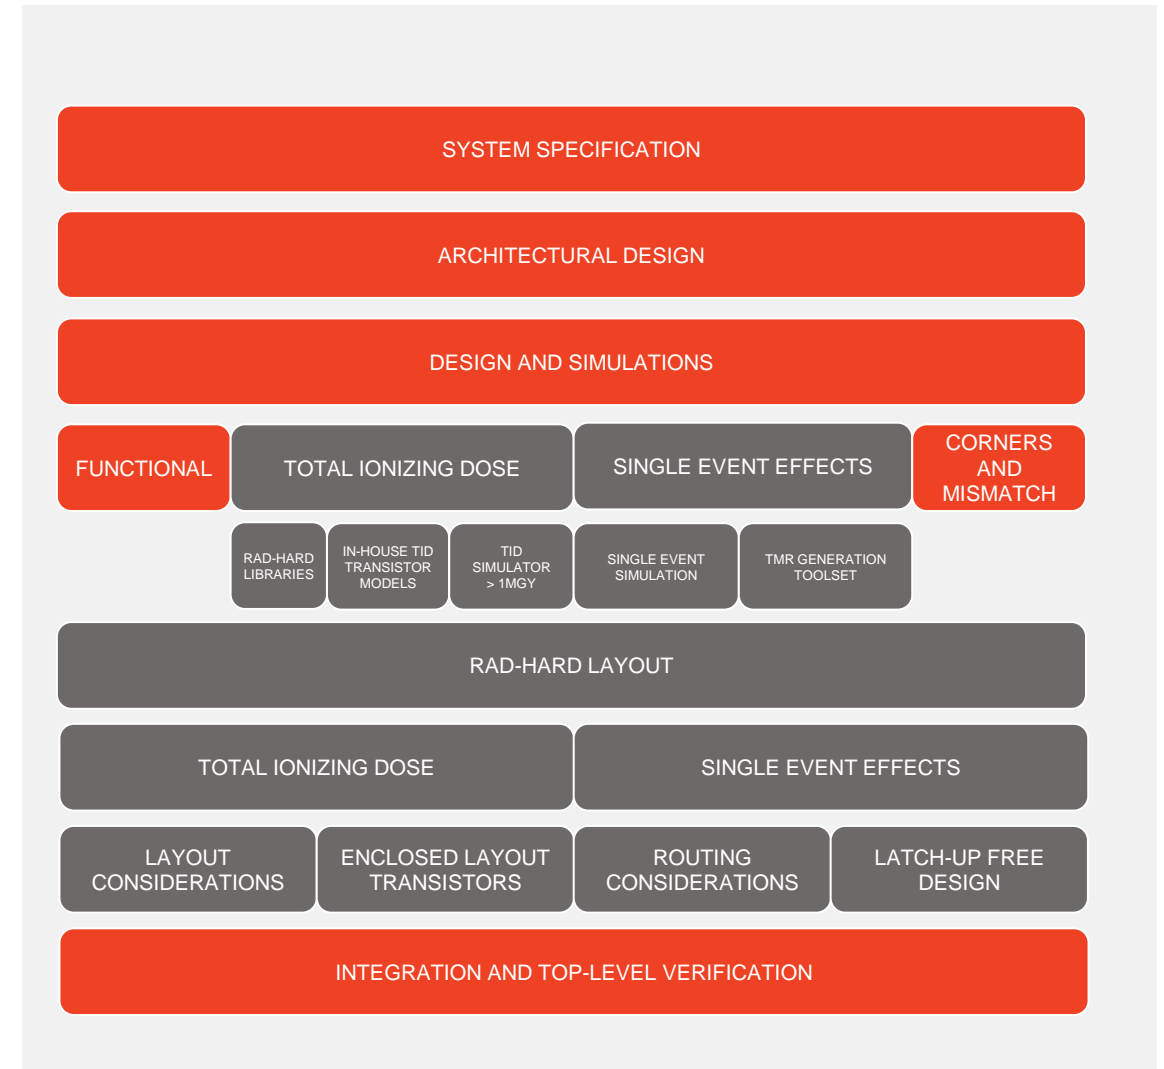 SYSTEM SPECIFICATION
ARCHITECTURAL DESIGN
DESIGN AND SIMULATIONS
FUNCTIONAL
TOTAL IONIZING DOSE
SINGLE EVENT EFFECTS
CORNERS
AND
MISMATCH
RAD-HARD
LIBRARIES
IN-HOUSE TID
TRANSISTOR
MODELS
TID
SIMULATOR
> 1MGY
SINGLE EVENT
SIMULATION
TMR GENERATION
TOOLSET
RAD-HARD LAYOUT
TOTAL IONIZING DOSE
SINGLE EVENT EFFECTS
LAYOUT
CONSIDERATIONS
ENCLOSED LAYOUT
TRANSISTORS
ROUTING
CONSIDERATIONS
LATCH-UP FREE
DESIGN
INTEGRATION AND TOP-LEVEL VERIFICATION